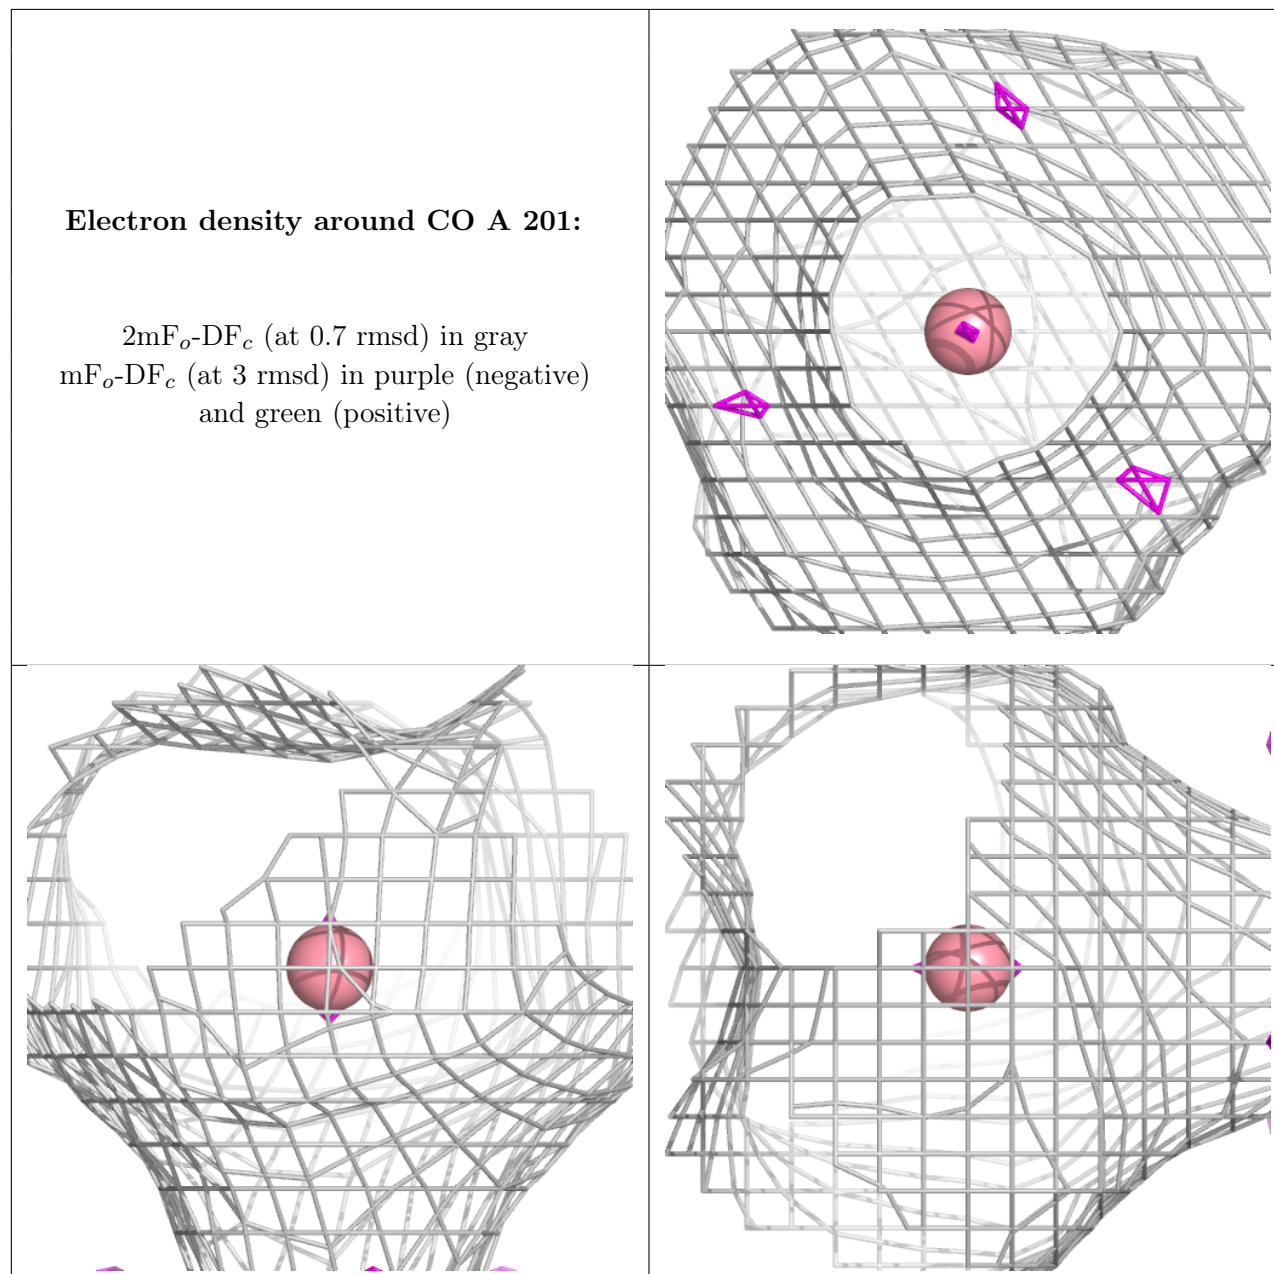 Electron density around CO A 201:
2mFo-DFc (at 0.7 rmsd) in gray
mFo-DFc (at 3 rmsd) in purple (negative)
and green (positive)